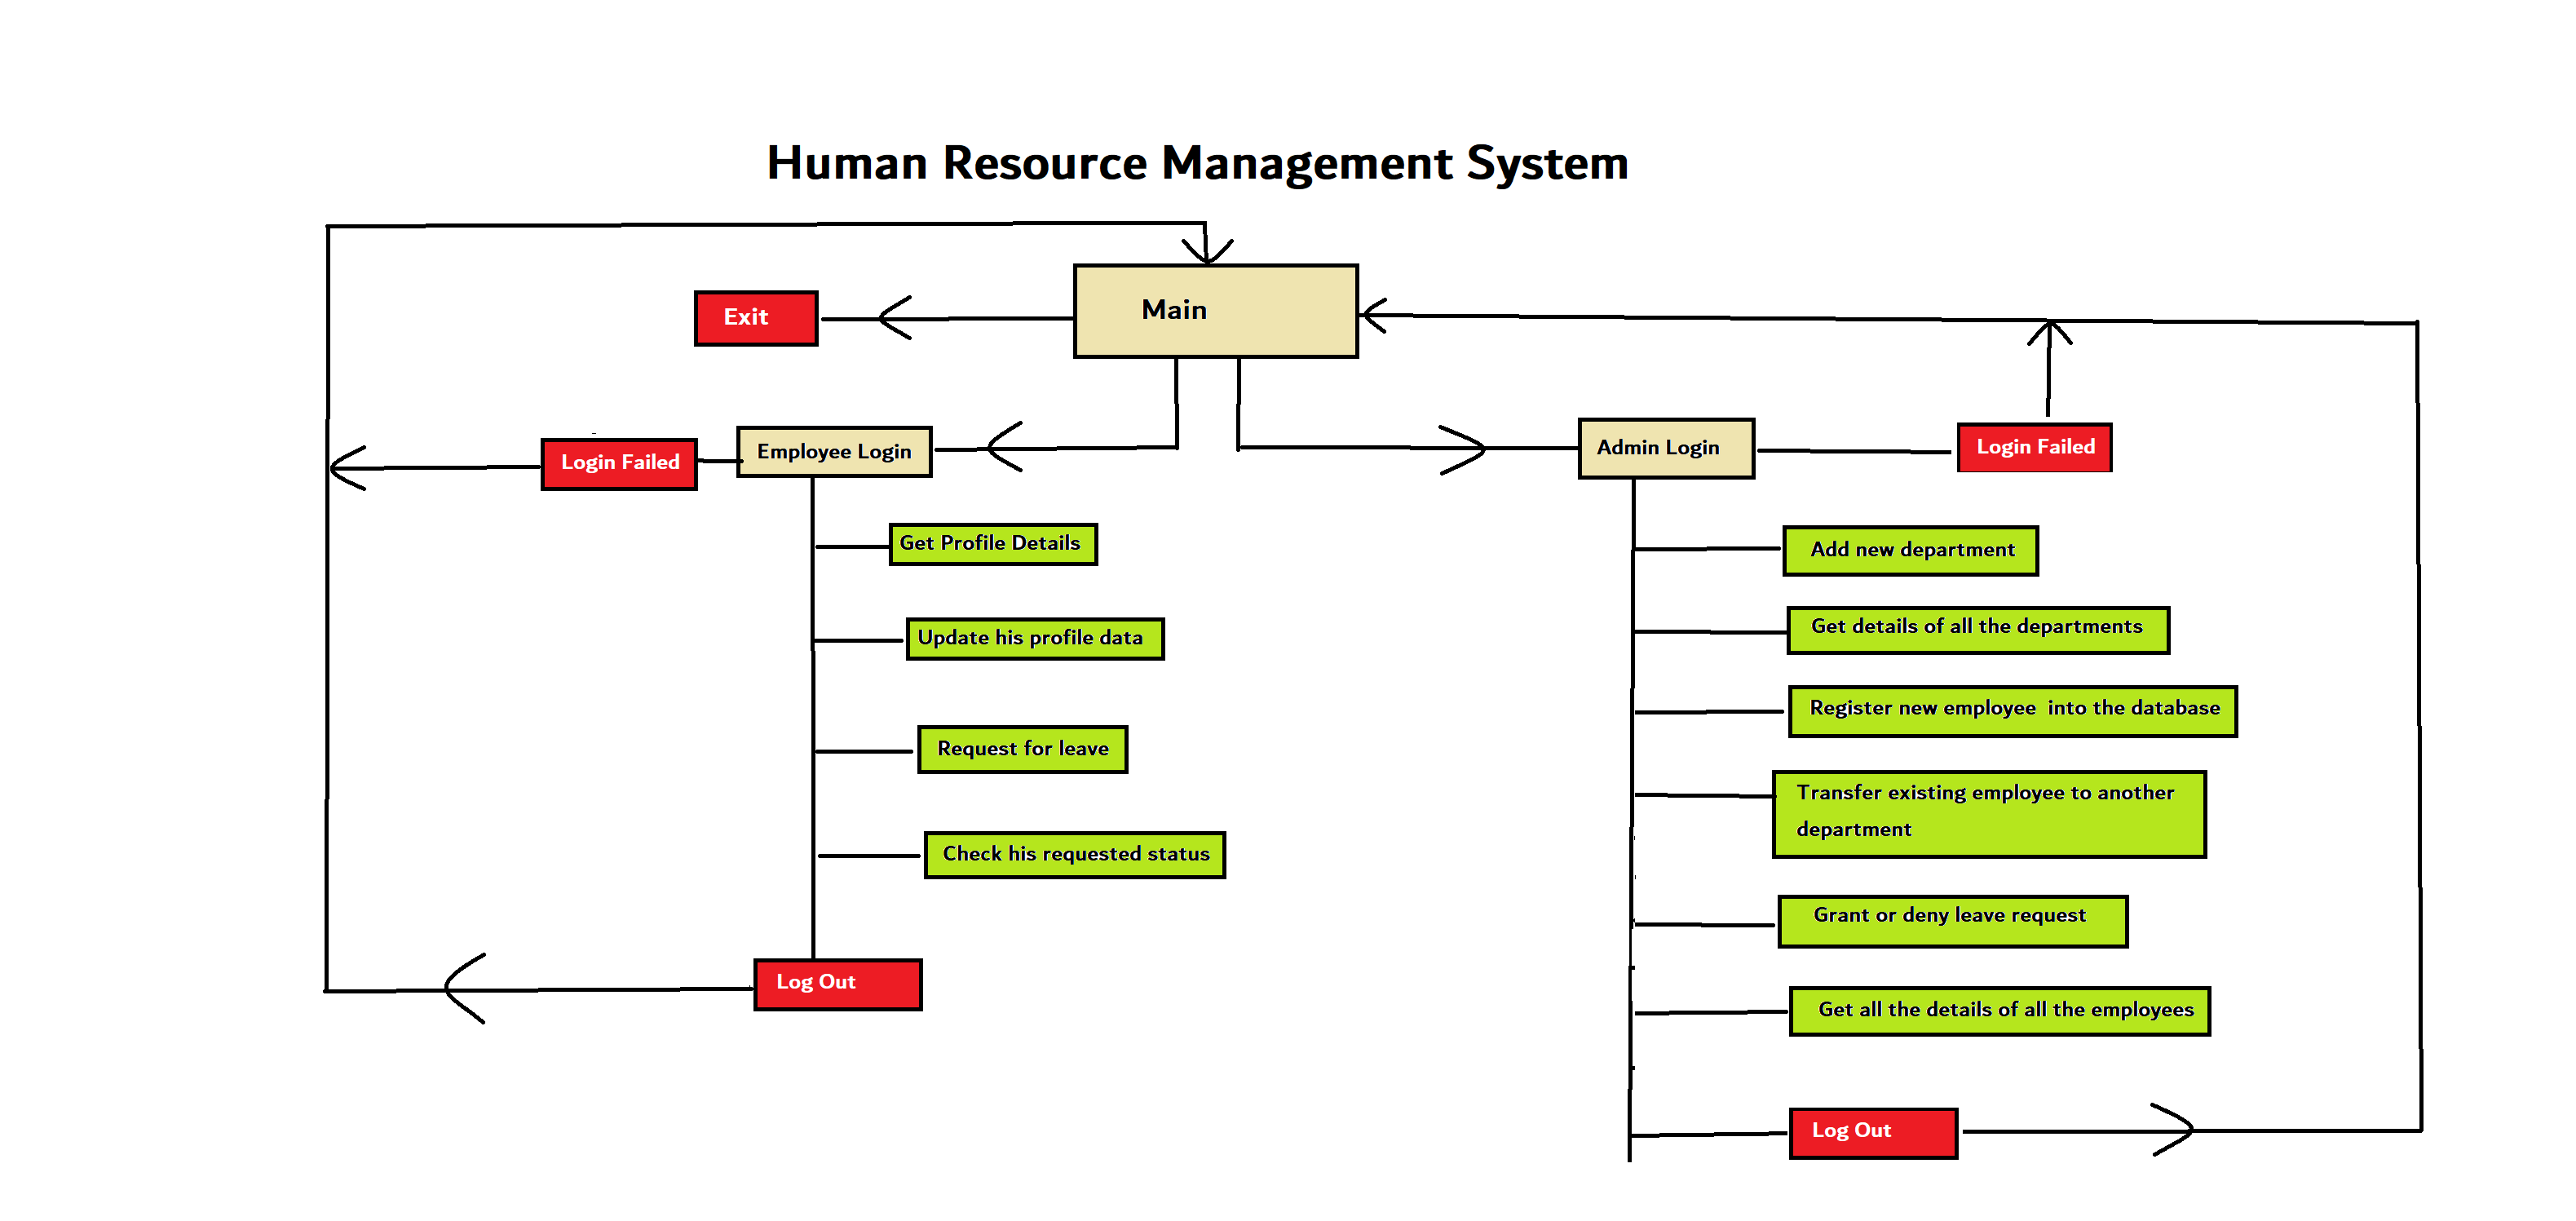 Human Resource Management System
Main
Exit
Employee Login
Login Failed
Admin Login
Login Failed
Get Profile Details
Update his profile data
Request for leave
Check his requested status
Log Out
Add new department
Get details of all the departments
Register new employee  into the database
Transfer existing employee to another
department
Grant or deny leave request
Get all the details of all the employees
Log Out